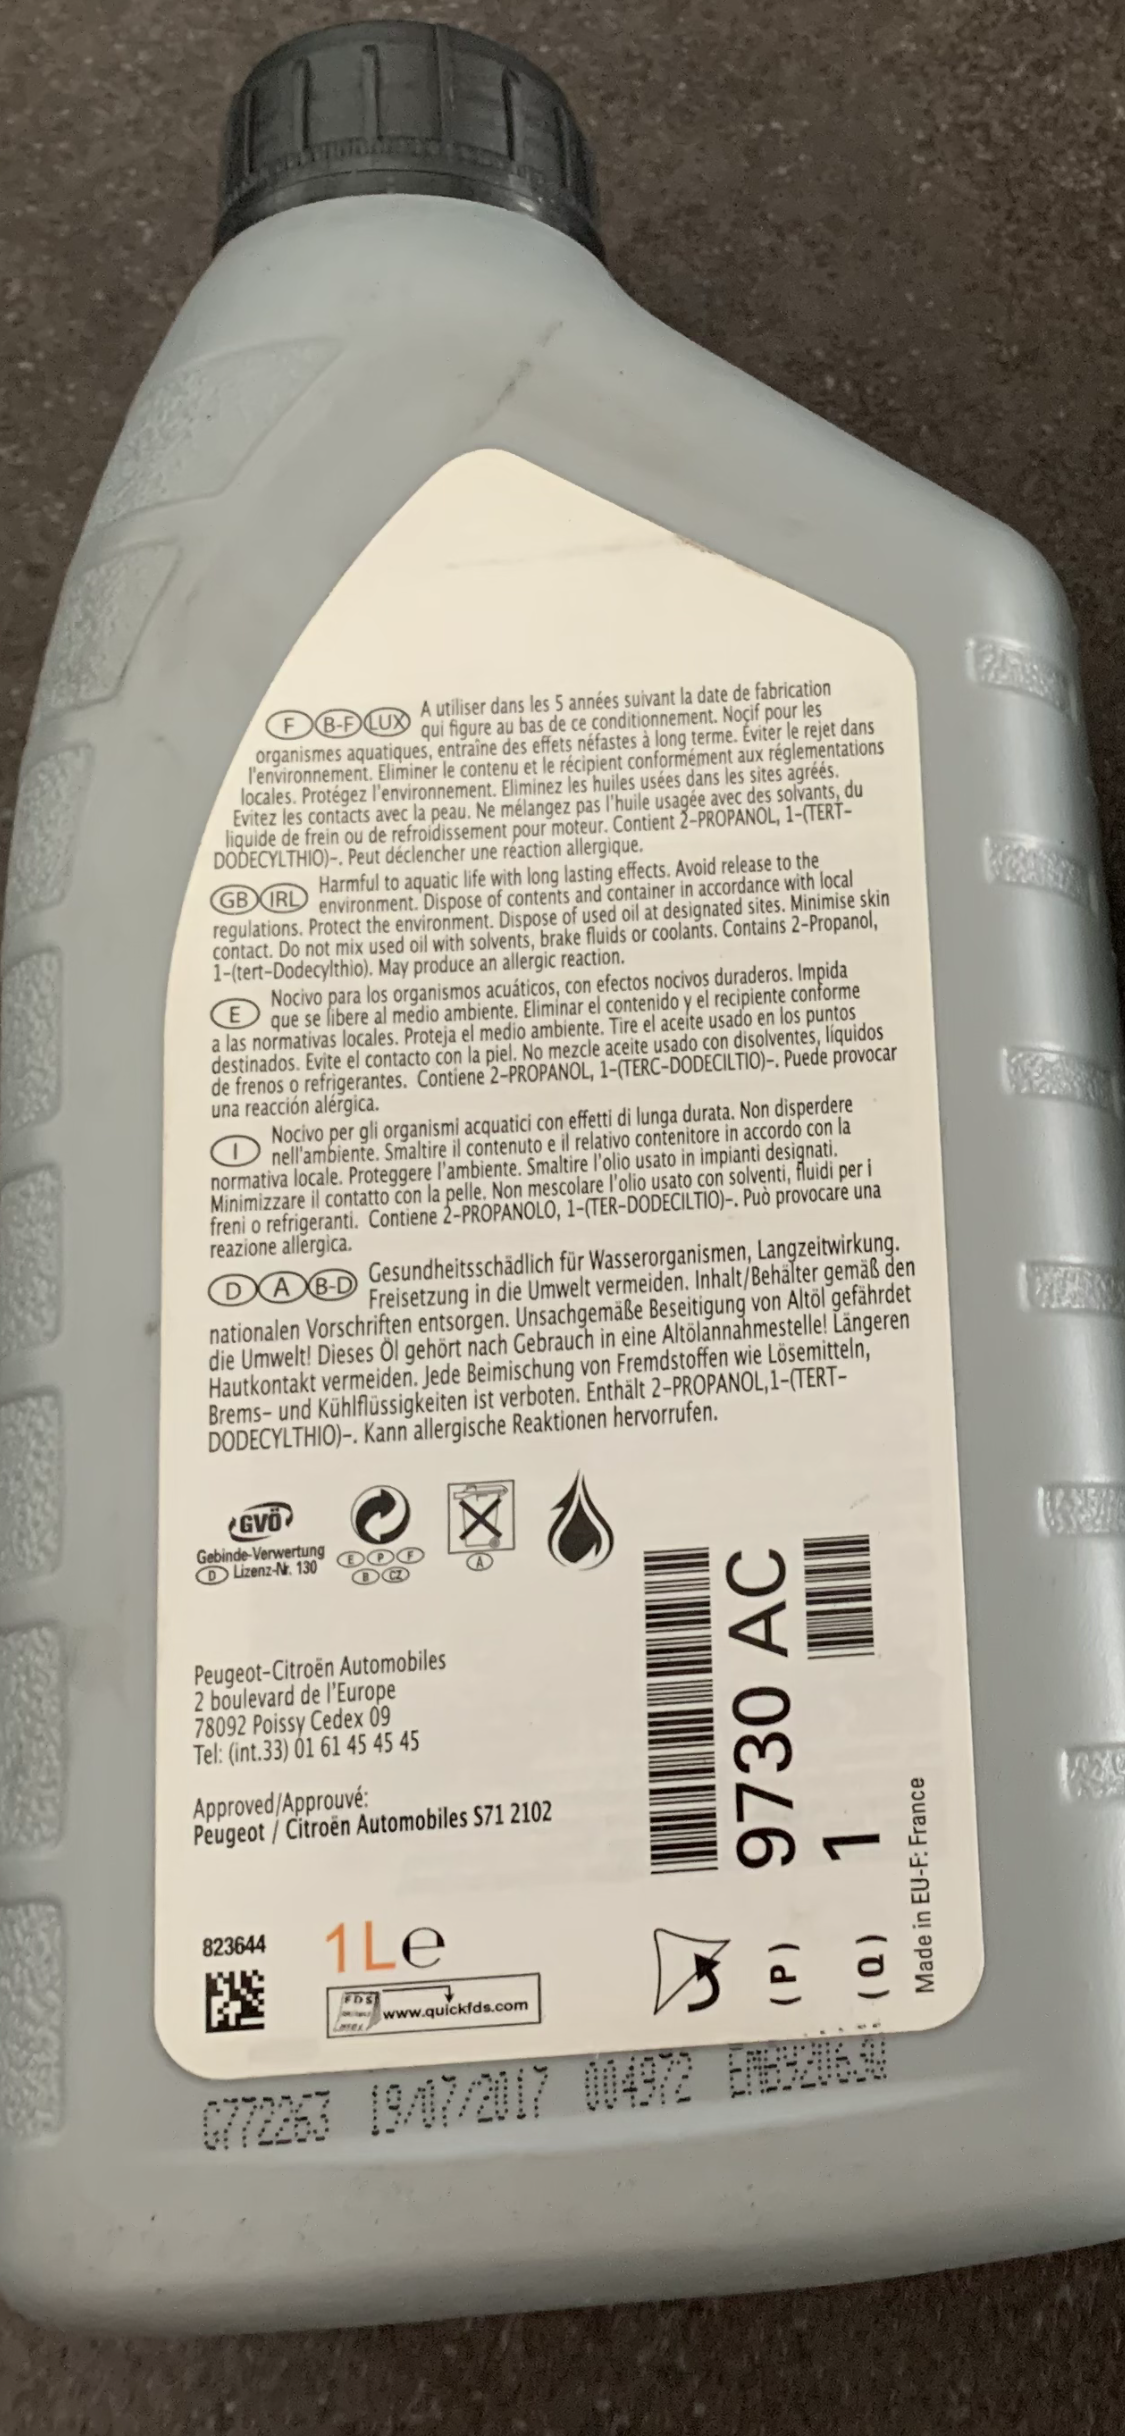 F B-F LUX A utiliser dans les 5 années suivant la date de fabrication
qui figure au bas de ce conditionnement. Nocif pour les
organismes aquatiques, entraîne des effets néfastes à long terme. Éviter le rejet dans
l'environnement. Eliminer le contenu et le récipient conformément aux réglementations
locales. Protégez l'environnement. Eliminez les huiles usées dans les sites agréés.
Evitez les contacts avec la peau. Ne mélangez pas l'huile usagée avec des solvants, du
liquide de frein ou de refroidissement pour moteur. Contient 2-PROPANOL, 1-(TERT-
DODECYLTHIO)-. Peut déclencher une réaction allergique.
GB IRL Harmful to aquatic life with long lasting effects. Avoid release to the
environment. Dispose of contents and container in accordance with local
regulations. Protect the environment. Dispose of used oil at designated sites. Minimise skin
contact. Do not mix used oil with solvents, brake fluids or coolants. Contains 2-Propanol,
1-(tert-Dodecylthio). May produce an allergic reaction.
E Nocivo para los organismos acuáticos, con efectos nocivos duraderos. Impida
que se libere al medio ambiente. Eliminar el contenido y el recipiente conforme
a las normativas locales. Proteja el medio ambiente. Tire el aceite usado en los puntos
destinados. Evite el contacto con la piel. No mezcle aceite usado con disolventes, líquidos
de frenos o refrigerantes. Contiene 2-PROPANOL, 1-(TERC-DODECILTIO)-. Puede provocar
una reacción alérgica.
I Nocivo per gli organismi acquatici con effetti di lunga durata. Non disperdere
nell'ambiente. Smaltire il contenuto e il relativo contenitore in accordo con la
normativa locale. Proteggere l'ambiente. Smaltire l'olio usato in impianti designati.
Minimizzare il contatto con la pelle. Non mescolare l'olio usato con solventi, fluidi per i
freni o refrigeranti. Contiene 2-PROPANOLO, 1-(TER-DODECILTIO)-. Può provocare una
reazione allergica.
D A B-D Gesundheitsschädlich für Wasserorganismen, Langzeitwirkung.
Freisetzung in die Umwelt vermeiden. Inhalt/Behälter gemäß den
nationalen Vorschriften entsorgen. Unsachgemäße Beseitigung von Altöl gefährdet
die Umwelt! Dieses Öl gehört nach Gebrauch in eine Altölannahmestelle! Längeren
Hautkontakt vermeiden. Jede Beimischung von Fremdstoffen wie Lösemitteln,
Brems- und Kühlflüssigkeiten ist verboten. Enthält 2-PROPANOL,1-(TERT-
DODECYLTHIO)-. Kann allergische Reaktionen hervorrufen.
GVÖ
Gebinde-Verwertung
D Lizenz-Nr. 130
E P F
B CZ
A
Peugeot-Citroën Automobiles
2 boulevard de l'Europe
78092 Poissy Cedex 09
Tel: (int.33) 01 61 45 45 45
Approved/Approuvé:
Peugeot / Citroën Automobiles S71 2102
823644
1L e
FDS
www.quickfds.com
(P) 9730 AC
(Q) 1
Made in EU-F: France
G772263 19/07/2017 004972 EMB920630